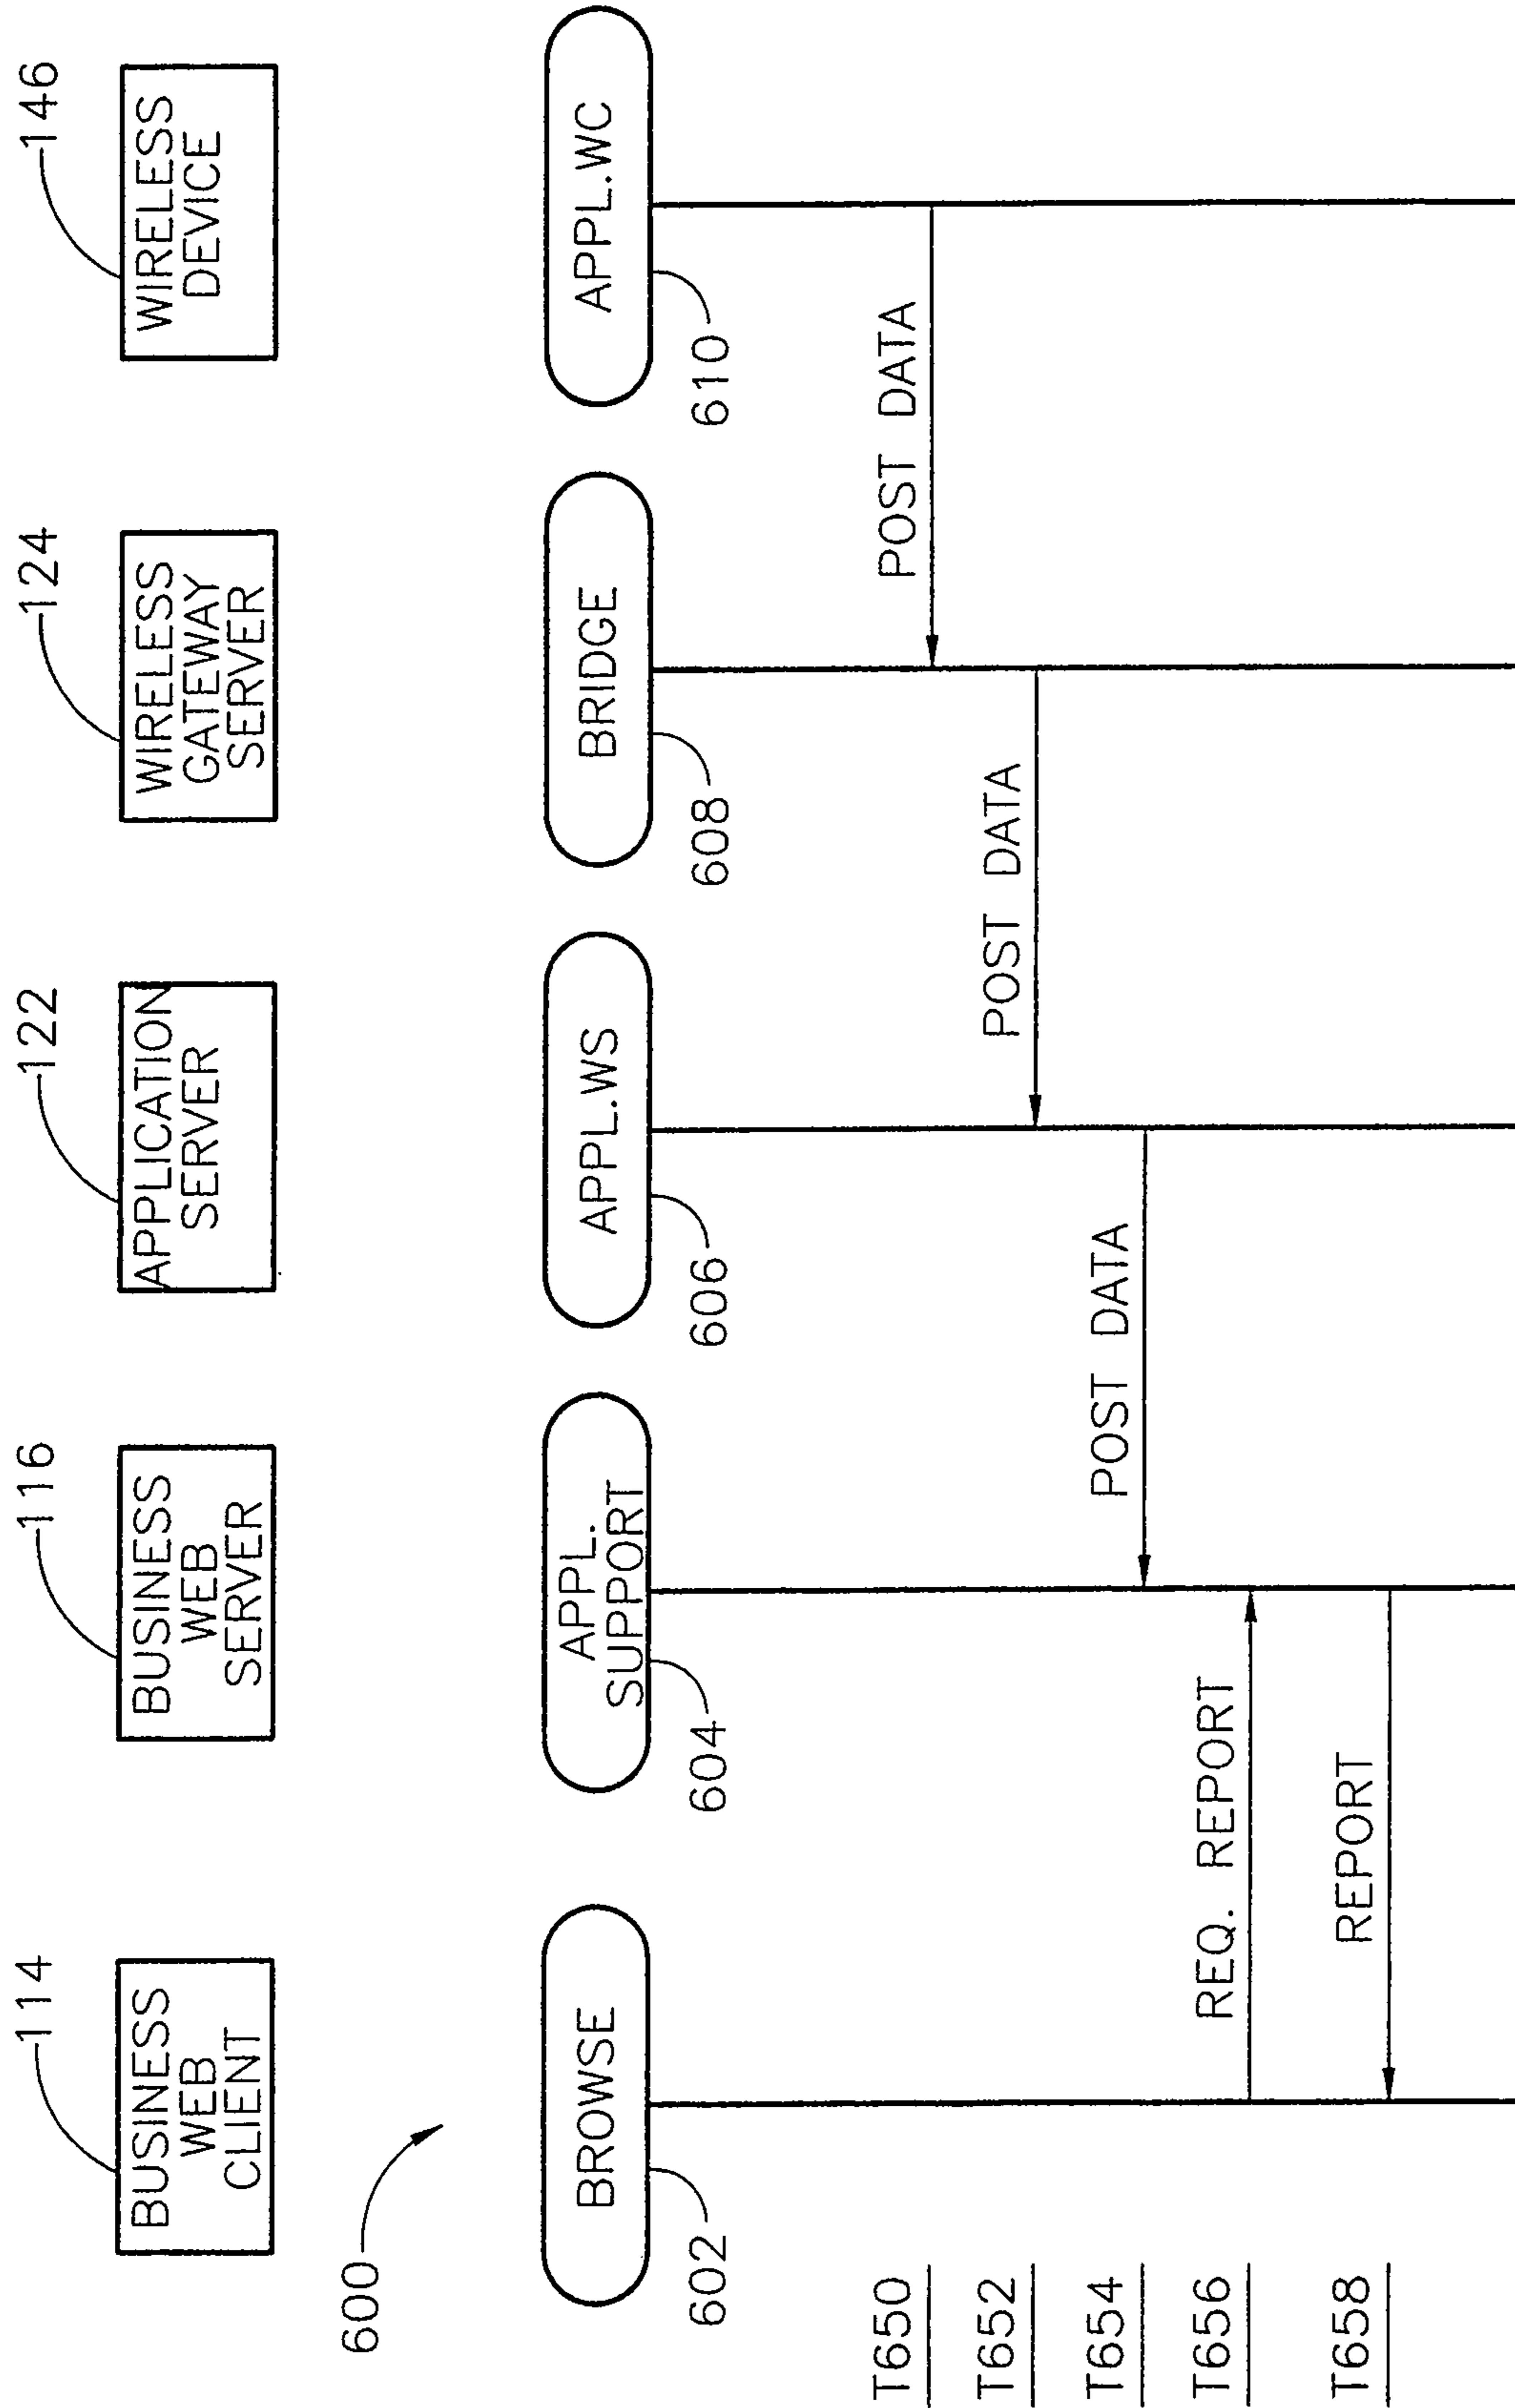 114
116
122
124
146
BUSINESS
WEB
CLIENT
BUSINESS
WEB
SERVER
APPLICATION
SERVER
WIRELESS
GATEWAY
SERVER
WIRELESS
DEVICE
600
BROWSE
APPL.
SUPPORT
APPL.WS
BRIDGE
APPL.WC
602
604
606
608
610
T650
POST DATA
T652
POST DATA
T654
POST DATA
T656
REQ. REPORT
T658
REPORT